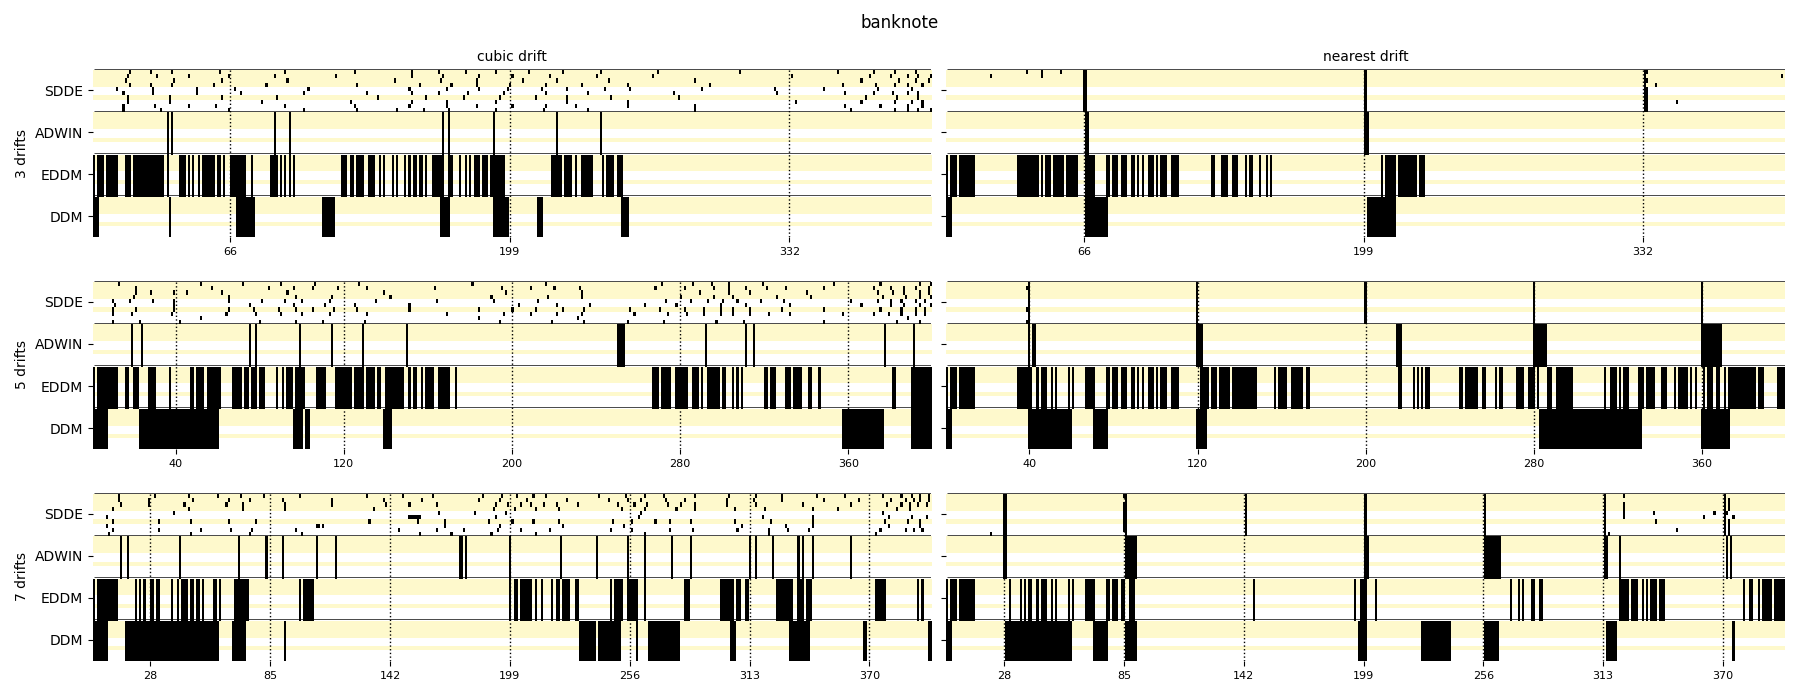 banknote
cubic drift
nearest drift
3 drifts
SDDE
ADWIN
EDDM
DDM
66 199 332
66 199 332
5 drifts
SDDE
ADWIN
EDDM
DDM
40 120 200 280 360
40 120 200 280 360
7 drifts
SDDE
ADWIN
EDDM
DDM
28 85 142 199 256 313 370
28 85 142 199 256 313 370